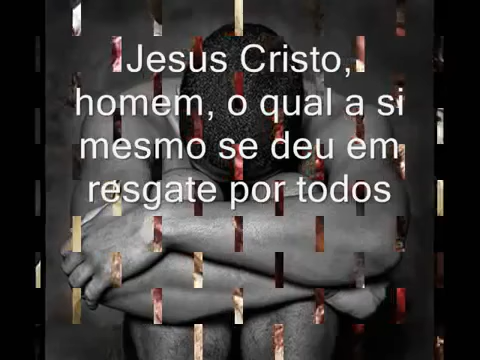 Jesus Cristo,
homem, o qual a si
mesmo se deu em
resgate por todos